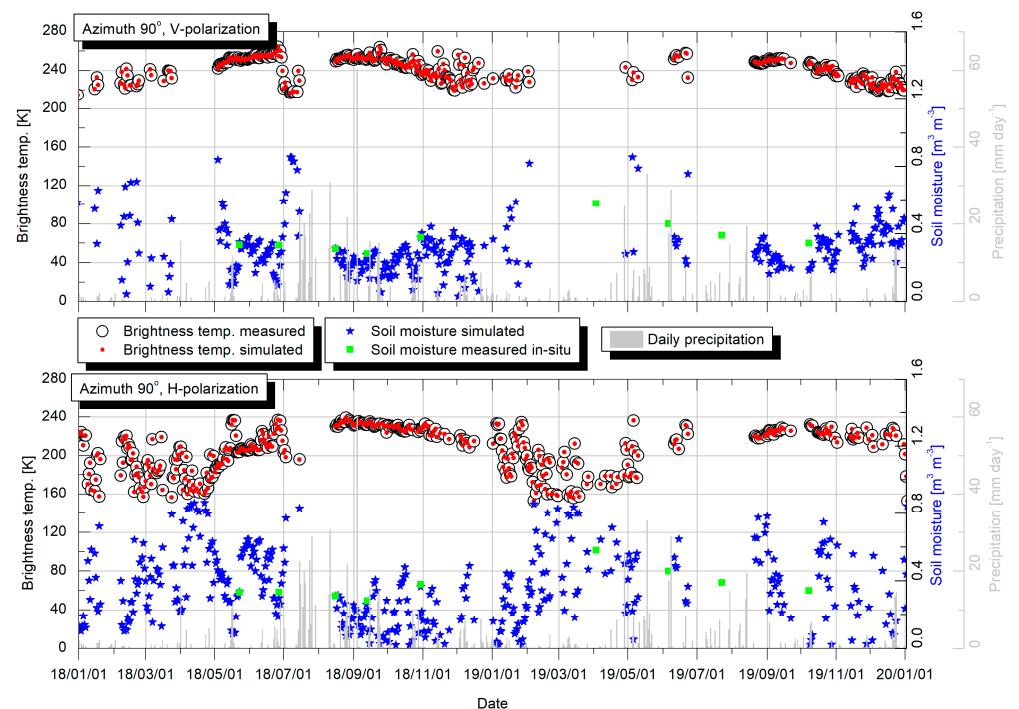 Azimuth 90°, V-polarization
280
240
200
160
120
80
40
0
Brightness temp. [K]
1.6
1.2
0.8
0.4
0.0
Soil moisture [m³ m⁻³]
60
40
20
0
Precipitation [mm day⁻¹]
Brightness temp. measured
Brightness temp. simulated
Soil moisture simulated
Soil moisture measured in-situ
Daily precipitation
Azimuth 90°, H-polarization
280
240
200
160
120
80
40
0
Brightness temp. [K]
1.6
1.2
0.8
0.4
0.0
Soil moisture [m³ m⁻³]
60
40
20
0
Precipitation [mm day⁻¹]
18/01/01 18/03/01 18/05/01 18/07/01 18/09/01 18/11/01 19/01/01 19/03/01 19/05/01 19/07/01 19/09/01 19/11/01 20/01/01
Date